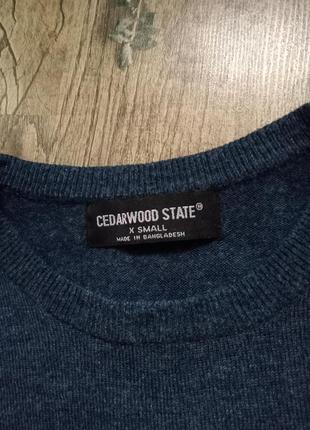 CEDARWOOD STATE®
X SMALL
MADE IN BANGLADESH